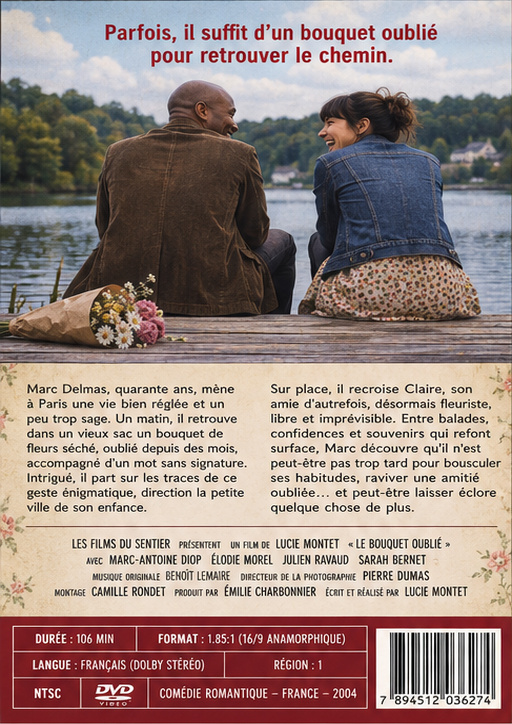 Parfois, il suffit d’un bouquet oublié
pour retrouver le chemin.
Marc Delmas, quarante ans, mène
à Paris une vie bien réglée et un
peu trop sage. Un matin, il retrouve
dans un vieux sac un bouquet de
fleurs séché, oublié depuis des mois,
accompagné d'un mot sans signature.
Intrigué, il part sur les traces de ce
geste énigmatique, direction la petite
ville de son enfance.
Sur place, il recroise Claire, son
amie d'autrefois, désormais fleuriste,
libre et imprévisible. Entre balades,
confidences et souvenirs qui refont
surface, Marc découvre qu'il n'est
peut-être pas trop tard pour bousculer
ses habitudes, raviver une amitié
oubliée... et peut-être laisser éclore
quelque chose de plus.
LES FILMS DU SENTIER PRÉSENTENT UN FILM DE LUCIE MONTET « LE BOUQUET OUBLIÉ »
AVEC MARC-ANTOINE DIOP ÉLODIE MOREL JULIEN RAVAUD SARAH BERNET
MUSIQUE ORIGINALE BENOÎT LEMAIRE DIRECTEUR DE LA PHOTOGRAPHIE PIERRE DUMAS
MONTAGE CAMILLE RONDET PRODUIT PAR ÉMILIE CHARBONNIER ÉCRIT ET RÉALISÉ PAR LUCIE MONTET
DURÉE : 106 MIN
FORMAT : 1.85:1 (16/9 ANAMORPHIQUE)
LANGUE : FRANÇAIS (DOLBY STÉRÉO)
RÉGION : 1
NTSC
DVD
VIDEO
COMÉDIE ROMANTIQUE – FRANCE – 2004
7 894512 036274